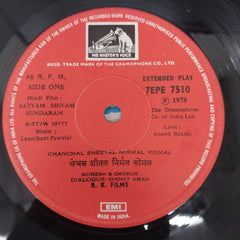 HIS MASTER'S VOICE
REGD. TRADE MARK OF THE GRAMOPHONE CO. LTD.
45 R.P.M.
SIDE ONE
Hindi Film :
SATYAM SHIVAM
SUNDARAM
Music :
Laxmikant Pyarelal
EXTENDED PLAY
7EPE 7510
Ⓟ 1978
The Gramophone
Co. of India Ltd.
Lyric :
Anand Bakshi
CHANCHAL SHEETAL NIRMAL KOMAL
चंचल शीतल निर्मल कोमल
MUKESH & CHORUS
DIALOGUE-ZEENAT AMAN
R. K. FILMS
EMI
MADE IN INDIA